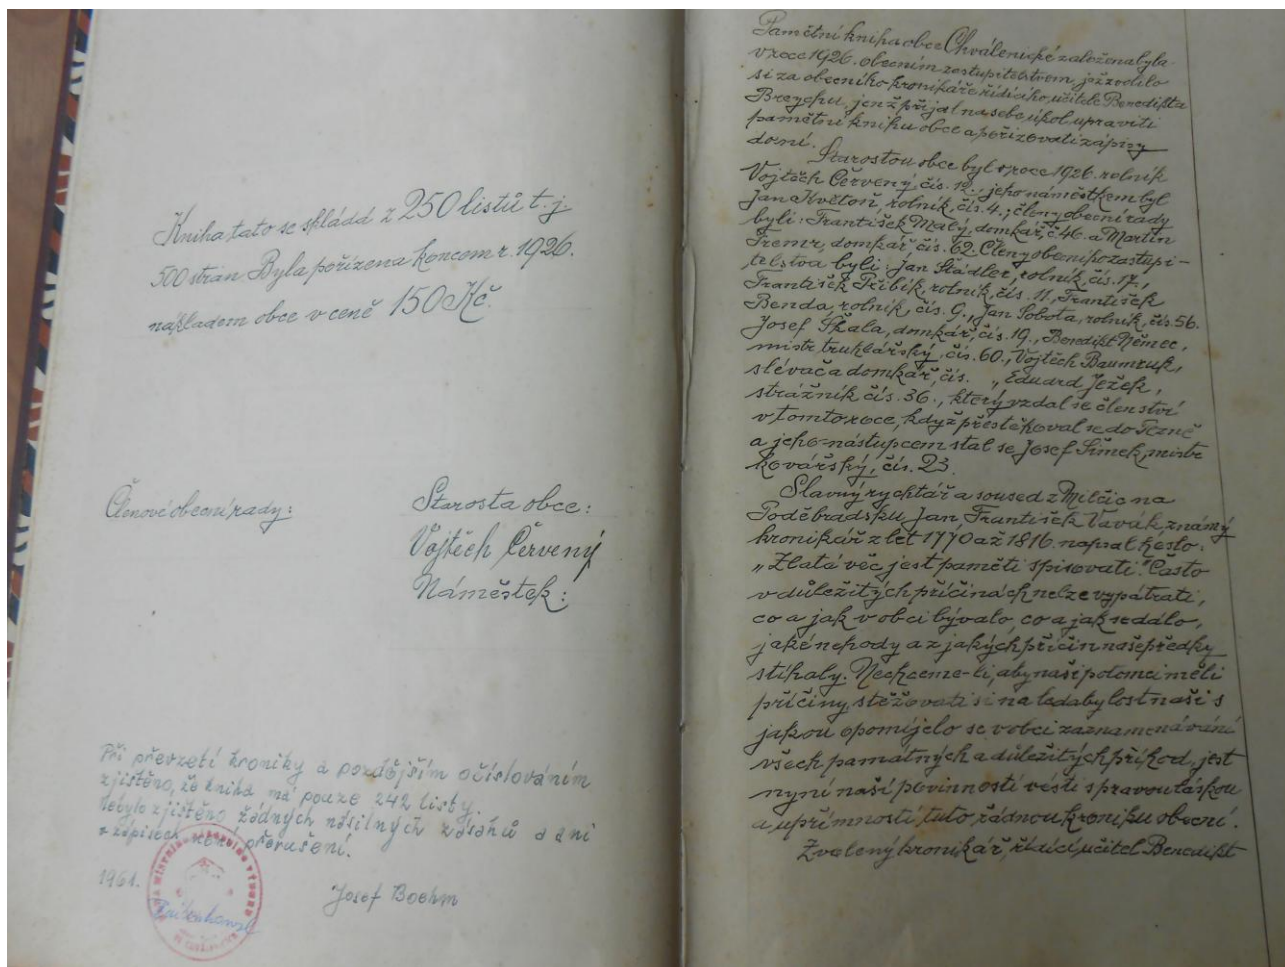 Kniha tato se skládá z 250 listů t. j.
500 stran. Byla pořízena koncem r. 1926.
nákladem obce v ceně 150 Kč.
Členové obecní rady:
Starosta obce:
Vojtěch Červený
Náměstek:
Při převzetí kroniky a pozdějším očíslováním
zjištěno, že kniha má pouze 242 listy.
Nebylo zjištěno žádných násilných zásahů a ani
v zápisech není přerušení.
1961.
Josef Boehm
Pamětní kniha obce Chválenické založena byla
v roce 1926. obecním zastupitelstvem, jež zvolilo
si za obecního kronikáře řídícího učitele Benedikta
Brejchu, jenž přijal na sebe úkol upraviti
pamětní knihu obce a pořizovati zápisy
do ní.
Starostou obce byl v roce 1926. rolník
Vojtěch Červený čís. 12., jeho náměstkem byl
Jan Květoň, rolník, čís. 4.; členy obecní rady
byli: František Malý, domkář, č. 46. a Martin
Tremr, domkář, čís. 62. Členy obecního zastupi-
telstva byli: Jan Štádler, rolník, čís. 17.,
František Přibík, rolník, čís. 11., František
Benda, rolník, čís. 9., Jan Sobota, rolník, čís. 56.
Josef Škala, domkář, čís. 19., Benedikt Němec,
mistr truhlářský, čís. 60., Vojtěch Baumruk,
slévač a domkář, čís. „ Eduard Ježek,
strážník čís. 36., který vzdal se členství
v tomto roce, když přestěhoval se do Plzně
a jeho nástupcem stal se Josef Šimek, mistr
kovářský, čís. 23.
Slavný rychtář a soused z Milčic na
Poděbradsku Jan František Vavák, známý
kronikář z let 1770 až 1816. napsal heslo:
„Zlatá věc jest paměti spisovati." Často
v důležitých příčinách nelze vypátrati,
co a jak v obci bývalo, co a jak se dálo,
jaké nehody a z jakých příčin naše předky
stíhaly. Nechceme-li, aby naši potomci měli
příčiny stěžovati si na ledabylost naši s
jakou opomíjelo se v obci zaznamenávání
všech památných a důležitých příhod, jest
nyní naší povinností vésti s pravou láskou
a upřímností tuto řádnou kroniku obecní.
Zvolený kronikář, řídící učitel Benedikt